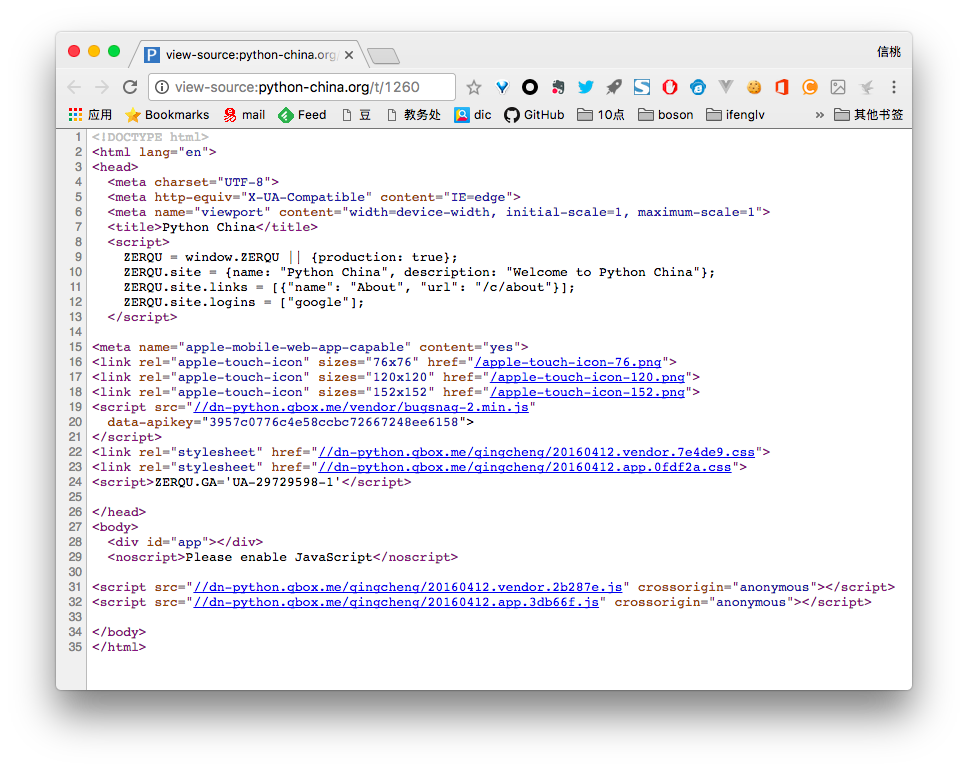 view-source:python-china.org/
信桃
view-source:python-china.org/t/1260
应用 Bookmarks mail Feed 豆 教务处 dic GitHub 10点 boson ifenglv » 其他书签
1 <!DOCTYPE html>
2 <html lang="en">
3 <head>
4 <meta charset="UTF-8">
5 <meta http-equiv="X-UA-Compatible" content="IE=edge">
6 <meta name="viewport" content="width=device-width, initial-scale=1, maximum-scale=1">
7 <title>Python China</title>
8 <script>
9 ZERQU = window.ZERQU || {production: true};
10 ZERQU.site = {name: "Python China", description: "Welcome to Python China"};
11 ZERQU.site.links = [{"name": "About", "url": "/c/about"}];
12 ZERQU.site.logins = ["google"];
13 </script>
14
15 <meta name="apple-mobile-web-app-capable" content="yes">
16 <link rel="apple-touch-icon" sizes="76x76" href="/apple-touch-icon-76.png">
17 <link rel="apple-touch-icon" sizes="120x120" href="/apple-touch-icon-120.png">
18 <link rel="apple-touch-icon" sizes="152x152" href="/apple-touch-icon-152.png">
19 <script src="//dn-python.qbox.me/vendor/bugsnag-2.min.js"
20 data-apikey="3957c0776c4e58ccbc72667248ee6158">
21 </script>
22 <link rel="stylesheet" href="//dn-python.qbox.me/qingcheng/20160412.vendor.7e4de9.css">
23 <link rel="stylesheet" href="//dn-python.qbox.me/qingcheng/20160412.app.0fdf2a.css">
24 <script>ZERQU.GA='UA-29729598-1'</script>
25
26 </head>
27 <body>
28 <div id="app"></div>
29 <noscript>Please enable JavaScript</noscript>
30
31 <script src="//dn-python.qbox.me/qingcheng/20160412.vendor.2b287e.js" crossorigin="anonymous"></script>
32 <script src="//dn-python.qbox.me/qingcheng/20160412.app.3db66f.js" crossorigin="anonymous"></script>
33
34 </body>
35 </html>